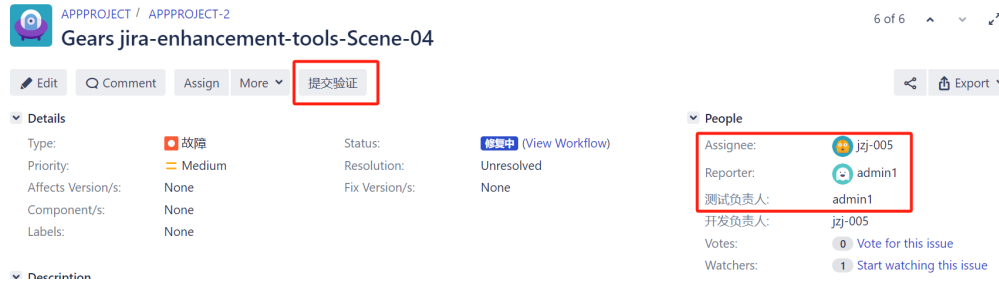 APPPROJECT / APPPROJECT-2
6 of 6
Gears jira-enhancement-tools-Scene-04
Edit Comment Assign More 提交验证 Export
Details
Type: 故障 Status: 修复中 (View Workflow)
Priority: Medium Resolution: Unresolved
Affects Version/s: None Fix Version/s: None
Component/s: None
Labels: None
People
Assignee: jzj-005
Reporter: admin1
测试负责人: admin1
开发负责人: jzj-005
Votes: 0 Vote for this issue
Watchers: 1 Start watching this issue
Description